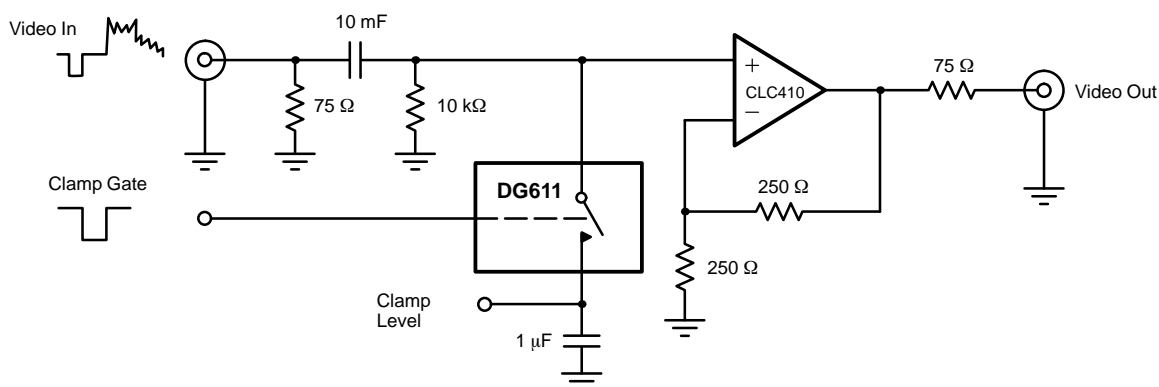 Video In
10 mF
75 Ω
10 kΩ
+
CLC410
−
75 Ω
Video Out
Clamp Gate
DG611
250 Ω
250 Ω
Clamp
Level
1 μF